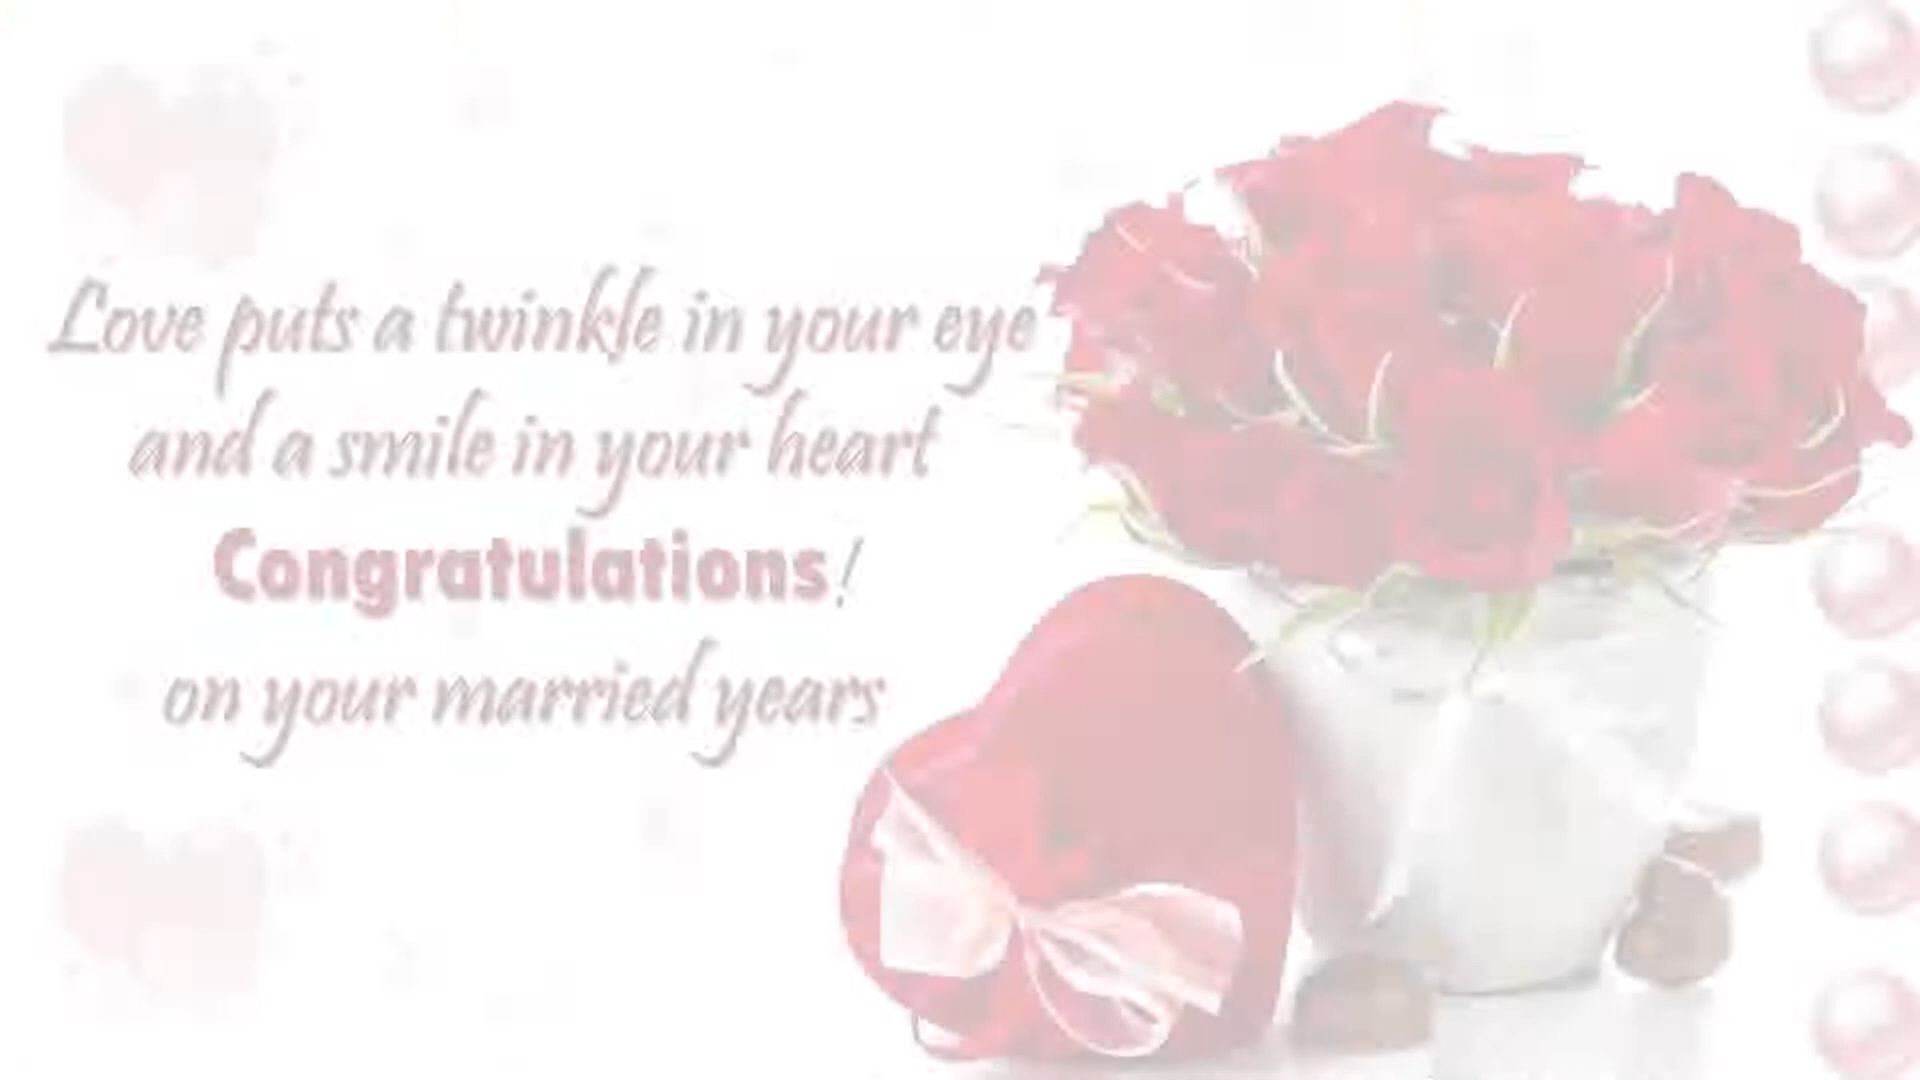 Love puts a twinkle in your eye
and a smile in your heart
Congratulations!
on your married years